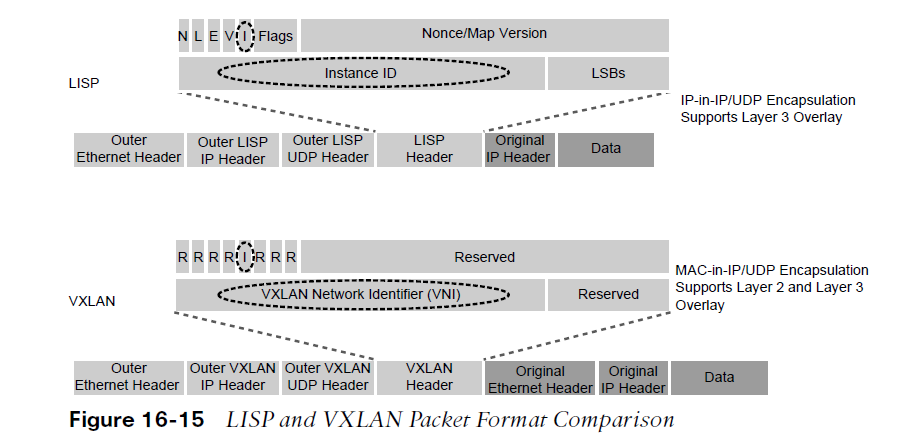 N L E V I Flags Nonce/Map Version
Instance ID LSBs
LISP
IP-in-IP/UDP Encapsulation
Supports Layer 3 Overlay
Outer
Ethernet Header
Outer LISP
IP Header
Outer LISP
UDP Header
LISP
Header
Original
IP Header
Data
R R R R I R R R Reserved
VXLAN Network Identifier (VNI) Reserved
VXLAN
MAC-in-IP/UDP Encapsulation
Supports Layer 2 and Layer 3
Overlay
Outer
Ethernet Header
Outer VXLAN
IP Header
Outer VXLAN
UDP Header
VXLAN
Header
Original
Ethernet Header
Original
IP Header
Data
Figure 16-15 LISP and VXLAN Packet Format Comparison